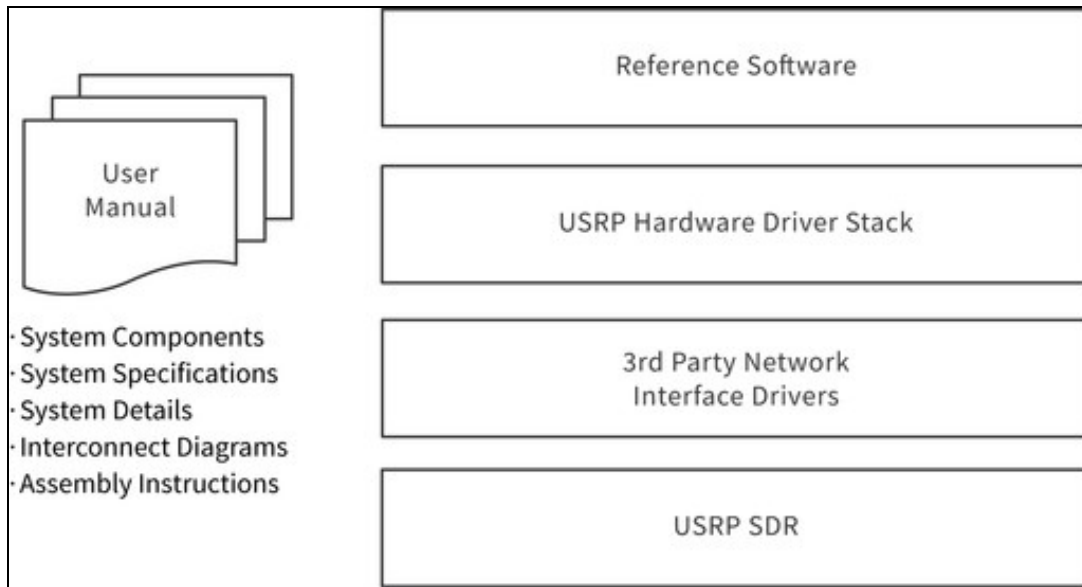 User
Manual
· System Components
· System Specifications
· System Details
· Interconnect Diagrams
· Assembly Instructions
Reference Software
USRP Hardware Driver Stack
3rd Party Network
Interface Drivers
USRP SDR